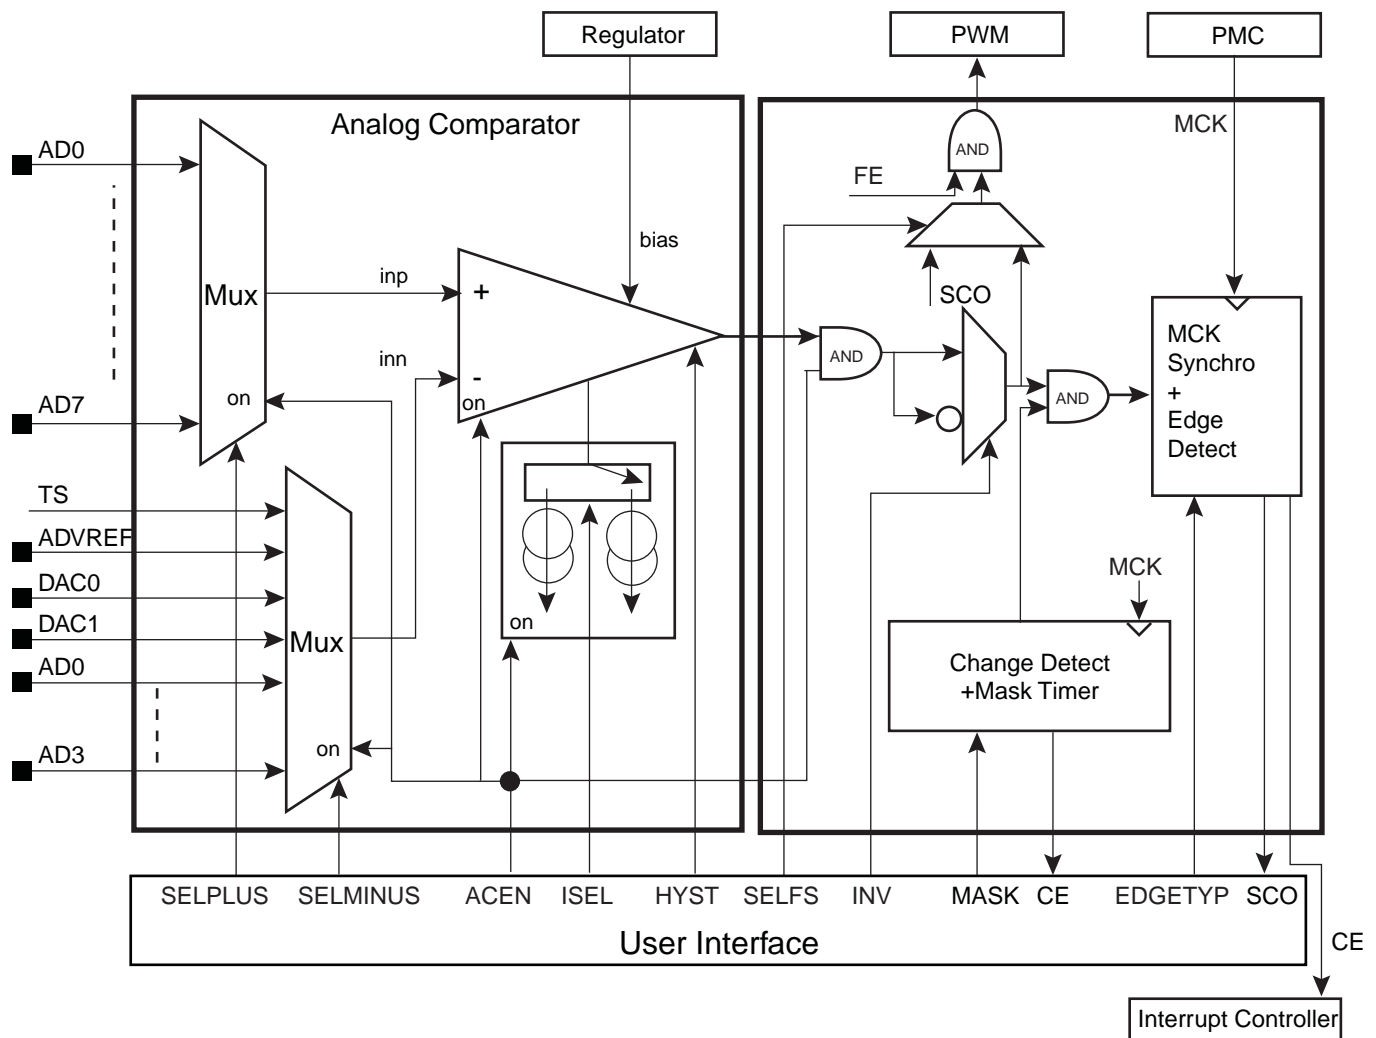 Regulator
PWM
PMC
Analog Comparator
MCK
AD0
AND
FE
bias
Mux
inp
+
SCO
MCK
Synchro
+
Edge
Detect
inn
-
on
on
AND
AND
AD7
TS
ADVREF
DAC0
DAC1
AD0
AD3
Mux
on
on
MCK
Change Detect
+Mask Timer
SELPLUS SELMINUS ACEN ISEL HYST SELFS INV MASK CE EDGETYP SCO
User Interface
CE
Interrupt Controller